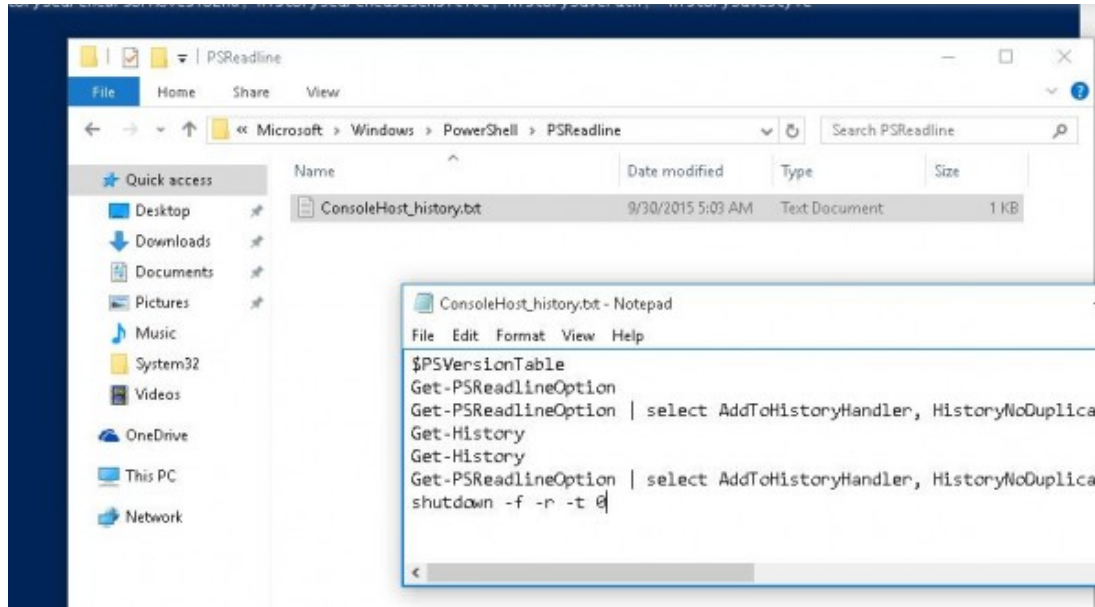 PSReadline
File Home Share View
« Microsoft › Windows › PowerShell › PSReadline
Search PSReadline
Name Date modified Type Size
Quick access
ConsoleHost_history.txt 9/30/2015 5:03 AM Text Document 1 KB
Desktop
Downloads
Documents
Pictures
Music
System32
Videos
OneDrive
This PC
Network
ConsoleHost_history.txt - Notepad
File Edit Format View Help
$PSVersionTable
Get-PSReadlineOption
Get-PSReadlineOption | select AddToHistoryHandler, HistoryNoDuplica
Get-History
Get-History
Get-PSReadlineOption | select AddToHistoryHandler, HistoryNoDuplica
shutdown -f -r -t 0